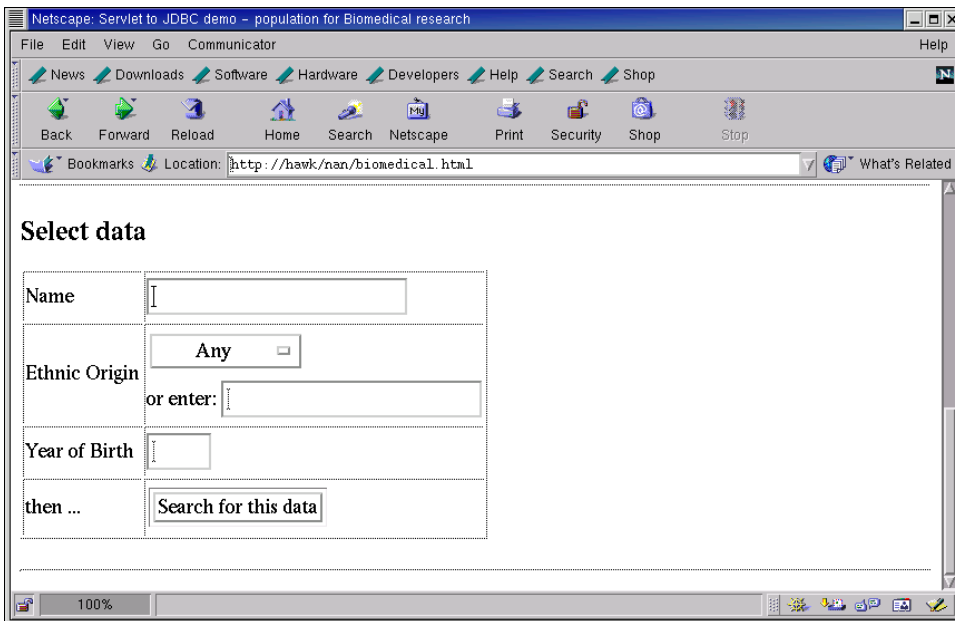 Netscape: Servlet to JDBC demo – population for Biomedical research
File Edit View Go Communicator Help
News Downloads Software Hardware Developers Help Search Shop N
My
Back Forward Reload Home Search Netscape Print Security Shop Stop
Bookmarks Location: http://hawk/nan/biomedical.html What's Related
Select data
Name
Ethnic Origin
Any
or enter:
Year of Birth
then ... Search for this data
100%